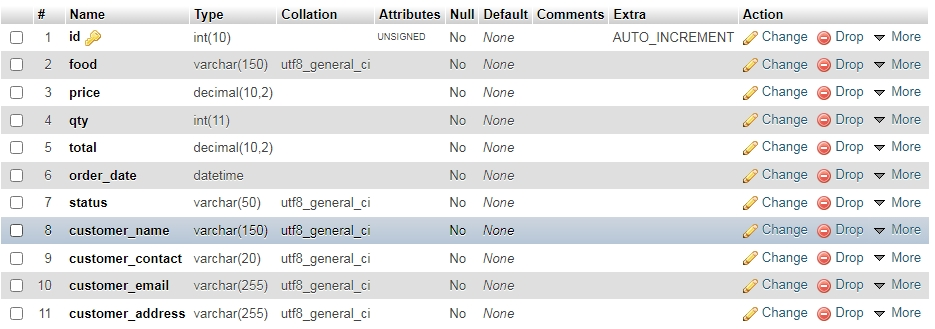 # Name Type Collation Attributes Null Default Comments Extra Action
1 id int(10) UNSIGNED No None AUTO_INCREMENT Change Drop More
2 food varchar(150) utf8_general_ci No None Change Drop More
3 price decimal(10,2) No None Change Drop More
4 qty int(11) No None Change Drop More
5 total decimal(10,2) No None Change Drop More
6 order_date datetime No None Change Drop More
7 status varchar(50) utf8_general_ci No None Change Drop More
8 customer_name varchar(150) utf8_general_ci No None Change Drop More
9 customer_contact varchar(20) utf8_general_ci No None Change Drop More
10 customer_email varchar(255) utf8_general_ci No None Change Drop More
11 customer_address varchar(255) utf8_general_ci No None Change Drop More